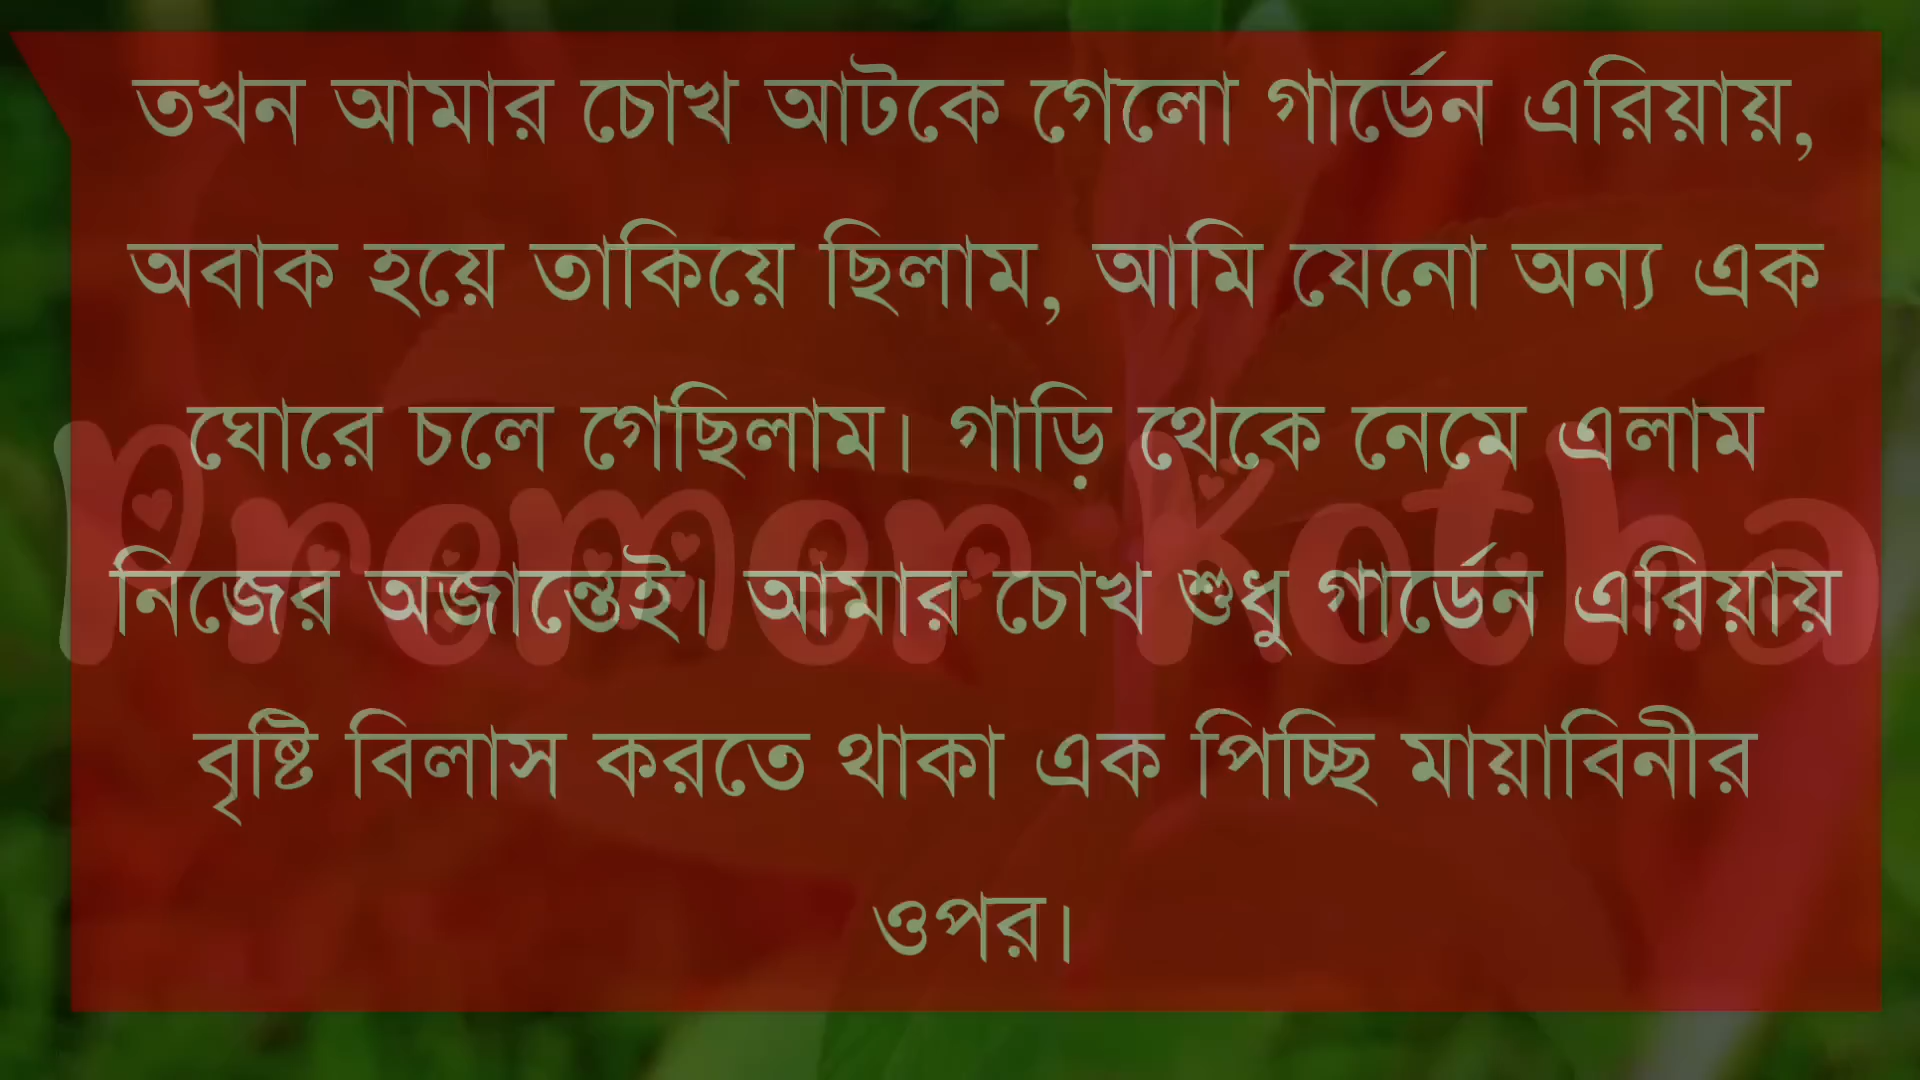 তখন আমার চোখ আটকে গেলো গার্ডেন এরিয়ায়,
অবাক হয়ে তাকিয়ে ছিলাম, আমি যেনো অন্য এক
ঘোরে চলে গেছিলাম। গাড়ি থেকে নেমে এলাম
Premer Kotha
নিজের অজান্তেই। আমার চোখ শুধু গার্ডেন এরিয়ায়
বৃষ্টি বিলাস করতে থাকা এক পিচ্ছি মায়াবিনীর
ওপর।